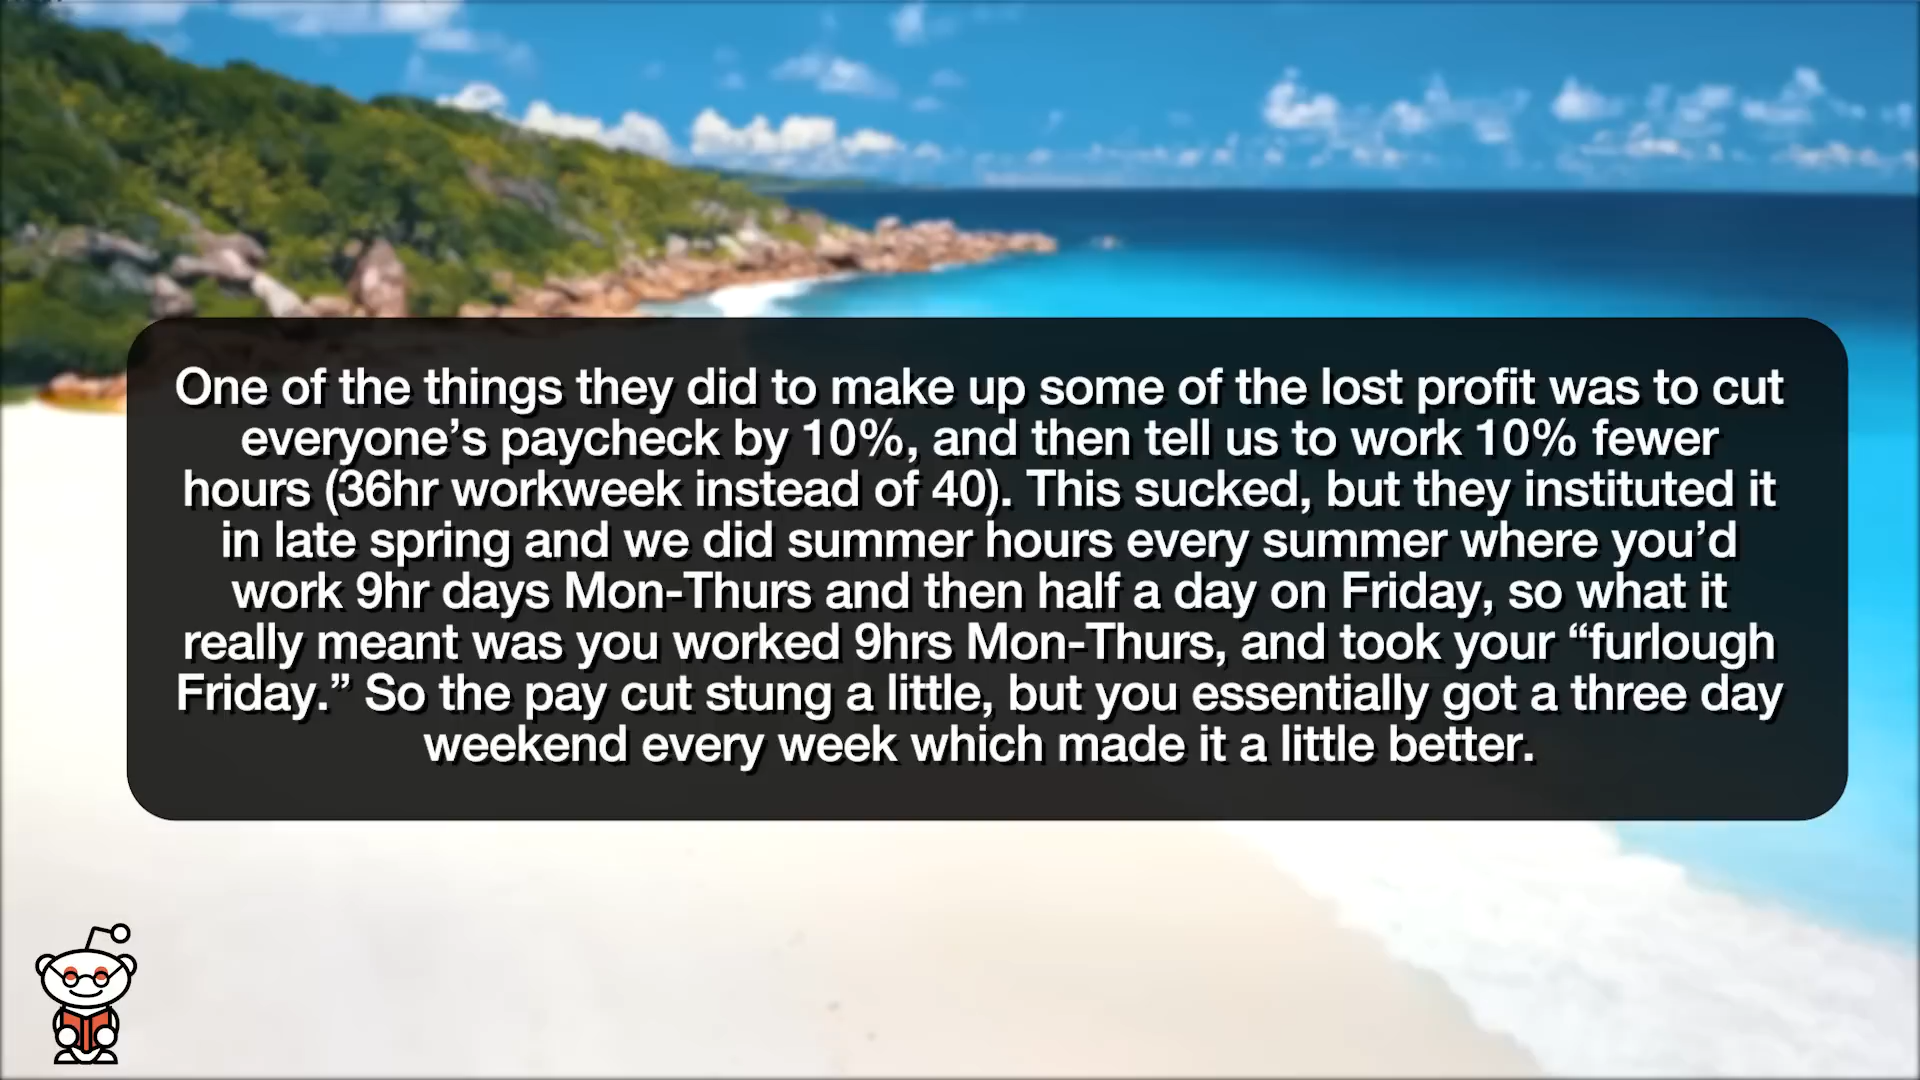 One of the things they did to make up some of the lost profit was to cut
everyone’s paycheck by 10%, and then tell us to work 10% fewer
hours (36hr workweek instead of 40). This sucked, but they instituted it
in late spring and we did summer hours every summer where you’d
work 9hr days Mon-Thurs and then half a day on Friday, so what it
really meant was you worked 9hrs Mon-Thurs, and took your “furlough
Friday.” So the pay cut stung a little, but you essentially got a three day
weekend every week which made it a little better.